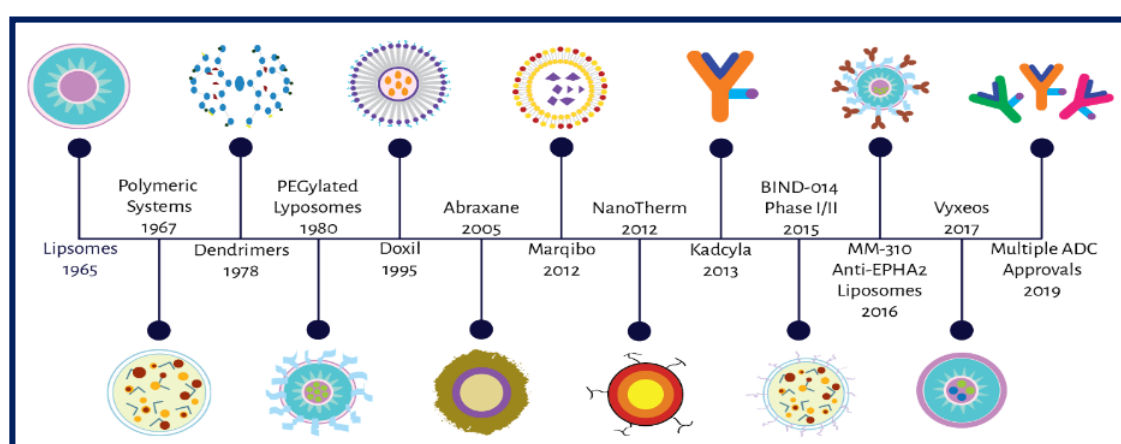 Lipsomes
1965
Polymeric
Systems
1967
Dendrimers
1978
PEGylated
Lyposomes
1980
Doxil
1995
Abraxane
2005
Marqibo
2012
NanoTherm
2012
Kadcyla
2013
BIND-014
Phase I/II
2015
MM-310
Anti-EPHA2
Liposomes
2016
Vyxeos
2017
Multiple ADC
Approvals
2019